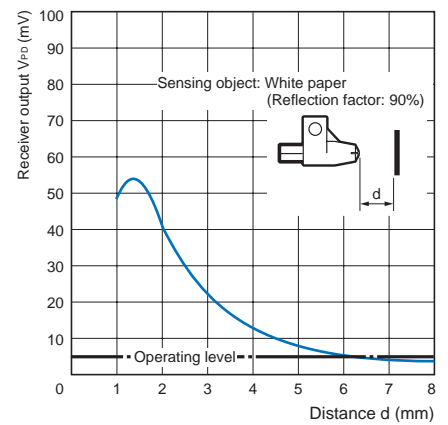 Receiver output VPD (mV)
100
90
80
70
60
50
40
30
20
10
0
Sensing object: White paper
(Reflection factor: 90%)
d
Operating level
1 2 3 4 5 6 7 8
Distance d (mm)